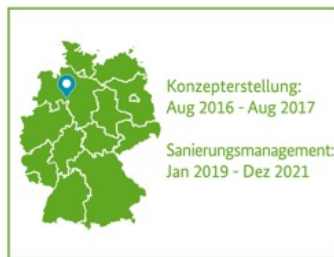 Konzepterstellung:
Aug 2016 - Aug 2017
Sanierungsmanagement:
Jan 2019 - Dez 2021